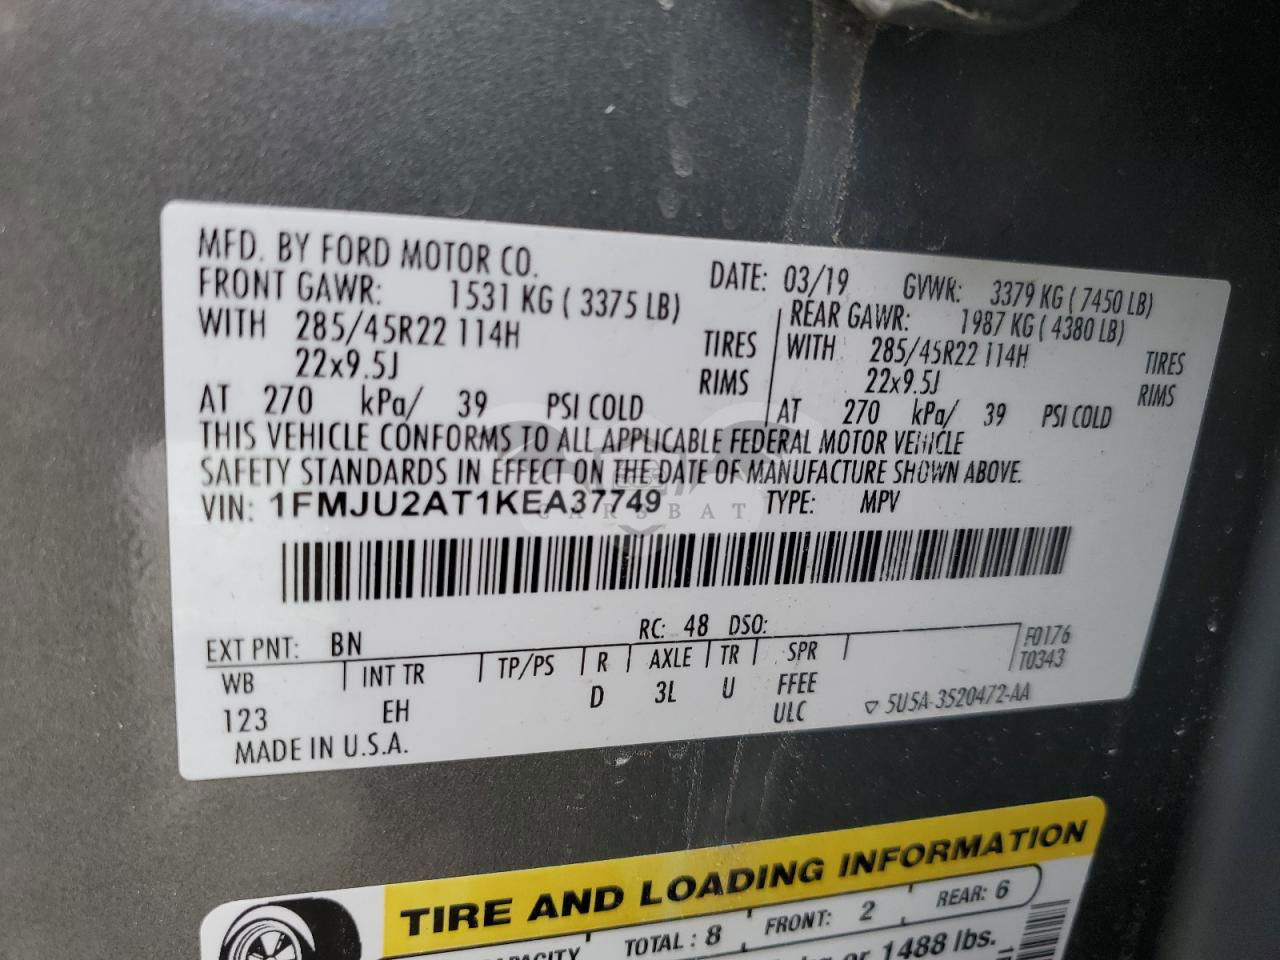 MFD. BY FORD MOTOR CO.
DATE: 03/19 GVWR: 3379 KG ( 7450 LB)
FRONT GAWR: 1531 KG ( 3375 LB)
REAR GAWR: 1987 KG ( 4380 LB)
WITH 285/45R22 114H TIRES
WITH 285/45R22 114H TIRES
22x9.5J RIMS
22x9.5J RIMS
AT 270 kPa/ 39 PSI COLD
AT 270 kPa/ 39 PSI COLD
THIS VEHICLE CONFORMS TO ALL APPLICABLE FEDERAL MOTOR VEHICLE
SAFETY STANDARDS IN EFFECT ON THE DATE OF MANUFACTURE SHOWN ABOVE.
VIN: 1FMJU2AT1KEA37749 TYPE: MPV
CARSBAT
EXT PNT: BN RC: 48 DSO:
WB INT TR TP/PS R AXLE TR SPR
F0176
T0343
123 EH D 3L U FFEE
ULC 5U5A-3520472-AA
MADE IN U.S.A.
TIRE AND LOADING INFORMATION
TOTAL : 8 FRONT: 2 REAR: 6
or 1488 lbs.